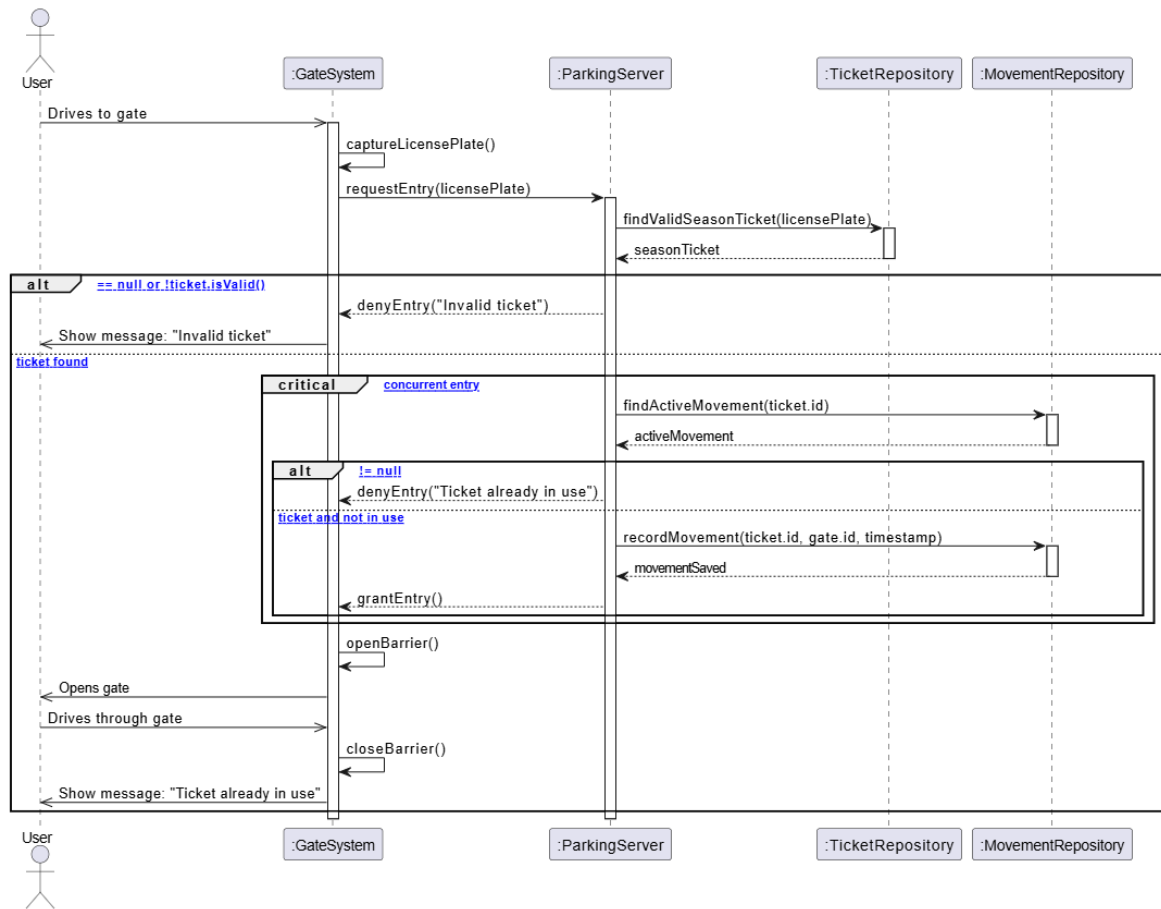 User
:GateSystem
:ParkingServer
:TicketRepository
:MovementRepository
Drives to gate
captureLicensePlate()
requestEntry(licensePlate)
findValidSeasonTicket(licensePlate)
seasonTicket
alt
== null or !ticket.isValid()
denyEntry("Invalid ticket")
Show message: "Invalid ticket"
ticket found
critical
concurrent entry
findActiveMovement(ticket.id)
activeMovement
alt
!= null
denyEntry("Ticket already in use")
ticket and not in use
recordMovement(ticket.id, gate.id, timestamp)
movementSaved
grantEntry()
openBarrier()
Opens gate
Drives through gate
closeBarrier()
Show message: "Ticket already in use"
User
:GateSystem
:ParkingServer
:TicketRepository
:MovementRepository